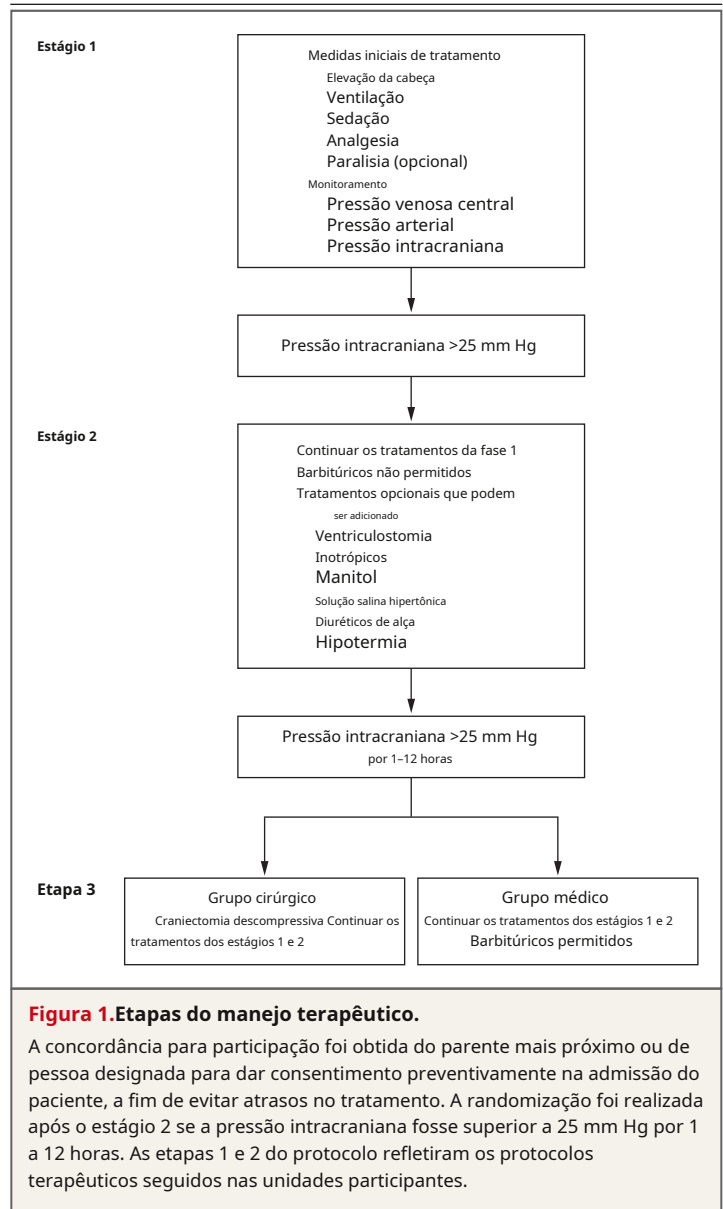 Estágio 1
Medidas iniciais de tratamento
Elevação da cabeça
Ventilação
Sedação
Analgesia
Paralisia (opcional)
Monitoramento
Pressão venosa central
Pressão arterial
Pressão intracraniana
Pressão intracraniana >25 mm Hg
Estágio 2
Continuar os tratamentos da fase 1
Barbitúricos não permitidos
Tratamentos opcionais que podem
ser adicionado
Ventriculostomia
Inotrópicos
Manitol
Solução salina hipertônica
Diuréticos de alça
Hipotermia
Pressão intracraniana >25 mm Hg
por 1–12 horas
Etapa 3
Grupo cirúrgico
Craniectomia descompressiva Continuar os
tratamentos dos estágios 1 e 2
Grupo médico
Continuar os tratamentos dos estágios 1 e 2
Barbitúricos permitidos
Figura 1.Etapas do manejo terapêutico.
A concordância para participação foi obtida do parente mais próximo ou de
pessoa designada para dar consentimento preventivamente na admissão do
paciente, a fim de evitar atrasos no tratamento. A randomização foi realizada
após o estágio 2 se a pressão intracraniana fosse superior a 25 mm Hg por 1
a 12 horas. As etapas 1 e 2 do protocolo refletiram os protocolos
terapêuticos seguidos nas unidades participantes.